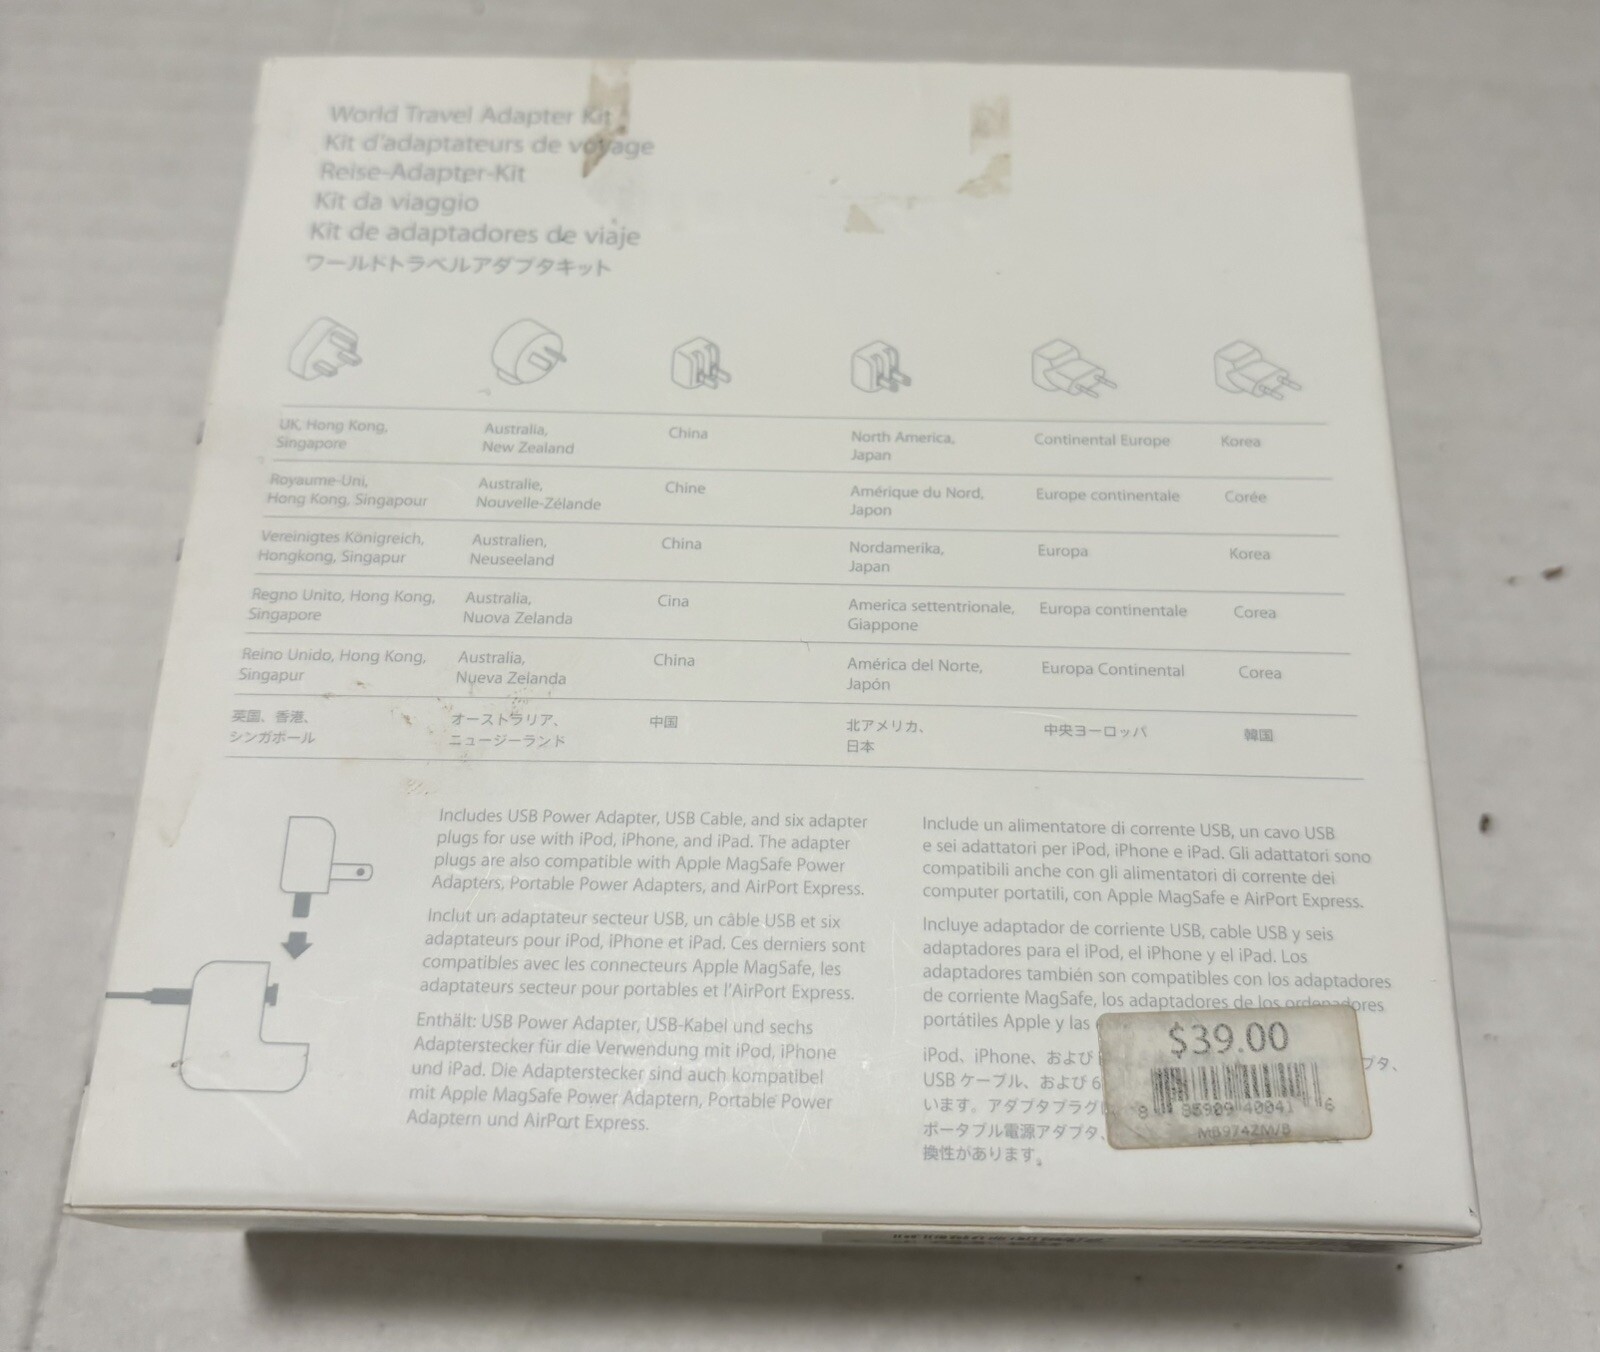 World Travel Adapter Kit
Kit d'adaptateurs de voyage
Reise-Adapter-Kit
Kit da viaggio
Kit de adaptadores de viaje
ワールドトラベルアダプタキット
UK, Hong Kong,
Singapore
Australia,
New Zealand
China
North America,
Japan
Continental Europe
Korea
Royaume-Uni,
Hong Kong, Singapour
Australie,
Nouvelle-Zélande
Chine
Amérique du Nord,
Japon
Europe continentale
Corée
Vereinigtes Königreich,
Hongkong, Singapur
Australien,
Neuseeland
China
Nordamerika,
Japan
Europa
Korea
Regno Unito, Hong Kong,
Singapore
Australia,
Nuova Zelanda
Cina
America settentrionale,
Giappone
Europa continentale
Corea
Reino Unido, Hong Kong,
Singapur
Australia,
Nueva Zelanda
China
América del Norte,
Japón
Europa Continental
Corea
英国、香港、
シンガポール
オーストラリア、
ニュージーランド
中国
北アメリカ、
日本
中央ヨーロッパ
韓国
Includes USB Power Adapter, USB Cable, and six adapter
plugs for use with iPod, iPhone, and iPad. The adapter
plugs are also compatible with Apple MagSafe Power
Adapters, Portable Power Adapters, and AirPort Express.
Inclut un adaptateur secteur USB, un câble USB et six
adaptateurs pour iPod, iPhone et iPad. Ces derniers sont
compatibles avec les connecteurs Apple MagSafe, les
adaptateurs secteur pour portables et l'AirPort Express.
Enthält: USB Power Adapter, USB-Kabel und sechs
Adapterstecker für die Verwendung mit iPod, iPhone
und iPad. Die Adapterstecker sind auch kompatibel
mit Apple MagSafe Power Adaptern, Portable Power
Adaptern und AirPort Express.
Include un alimentatore di corrente USB, un cavo USB
e sei adattatori per iPod, iPhone e iPad. Gli adattatori sono
compatibili anche con gli alimentatori di corrente dei
computer portatili, con Apple MagSafe e AirPort Express.
Incluye adaptador de corriente USB, cable USB y seis
adaptadores para el iPod, el iPhone y el iPad. Los
adaptadores también son compatibles con los adaptadores
de corriente MagSafe, los adaptadores de los ordenadores
portátiles Apple y las
iPod、iPhone、および プタ、
USB ケーブル、および 6
います。アダプタプラグ
ポータブル電源アダプタ、
換性があります。
$39.00
8 85909 40041 6
MB974ZM/B